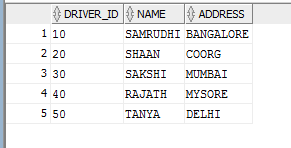 DRIVER_ID NAME ADDRESS
1 10 SAMRUDHI BANGALORE
2 20 SHAAN COORG
3 30 SAKSHI MUMBAI
4 40 RAJATH MYSORE
5 50 TANYA DELHI